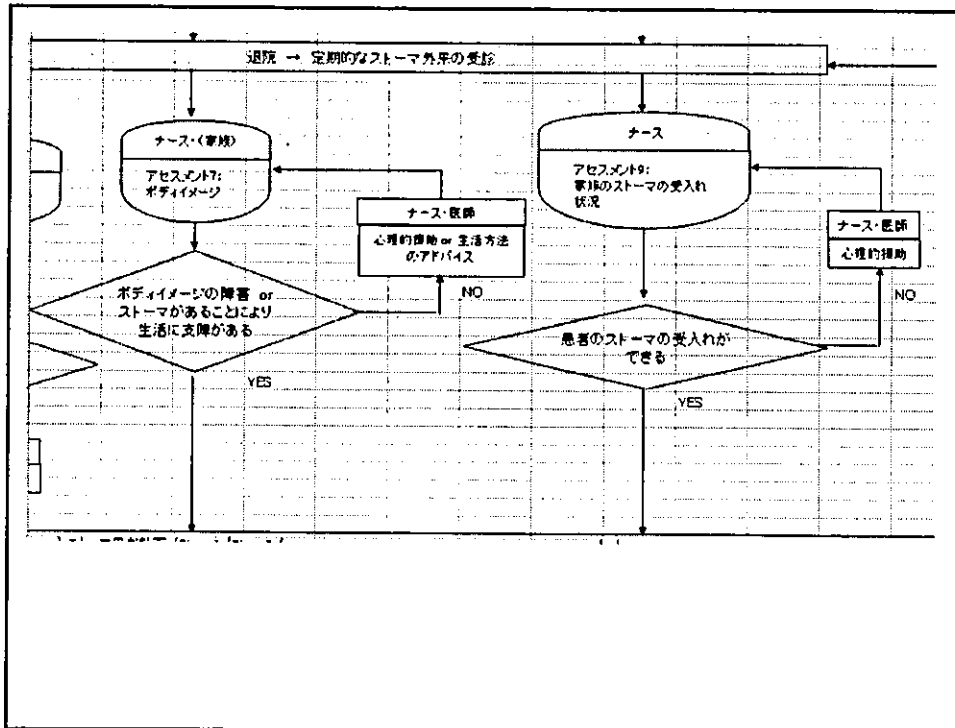 退院 → 定期的なストーマ外来の受診
ナース・(家族)
アセスメント7:
ボディイメージ
ナース・医師
心理的援助 or 生活方法
のアドバイス
ボディイメージの障害 or
ストーマがあることにより
生活に支障がある
NO
YES
ナース
アセスメント9:
家族のストーマの受入れ
状況
ナース・医師
心理的援助
NO
患者のストーマの受入れが
できる
YES